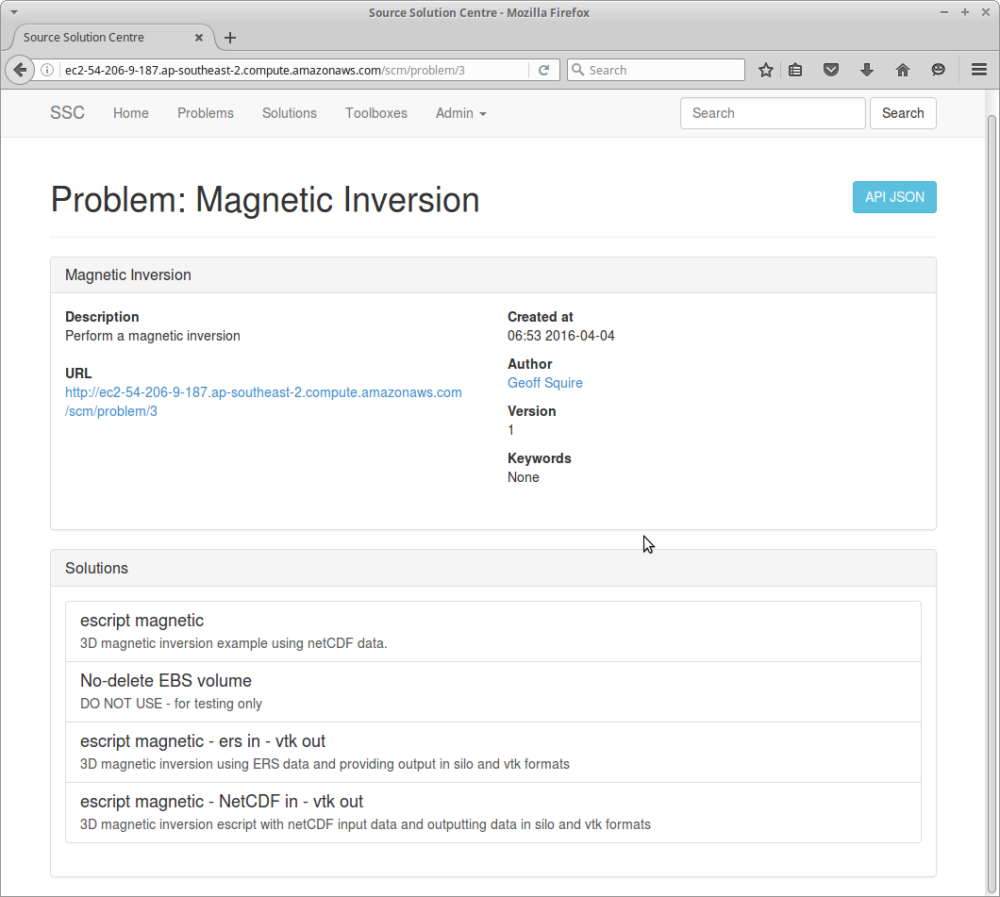 Source Solution Centre - Mozilla Firefox
Source Solution Centre
ec2-54-206-9-187.ap-southeast-2.compute.amazonaws.com/scm/problem/3
Search
SSC Home Problems Solutions Toolboxes Admin Search Search
Problem: Magnetic Inversion
API JSON
Magnetic Inversion
Description
Perform a magnetic inversion
URL
http://ec2-54-206-9-187.ap-southeast-2.compute.amazonaws.com
/scm/problem/3
Created at
06:53 2016-04-04
Author
Geoff Squire
Version
1
Keywords
None
Solutions
escript magnetic
3D magnetic inversion example using netCDF data.
No-delete EBS volume
DO NOT USE - for testing only
escript magnetic - ers in - vtk out
3D magnetic inversion using ERS data and providing output in silo and vtk formats
escript magnetic - NetCDF in - vtk out
3D magnetic inversion escript with netCDF input data and outputting data in silo and vtk formats